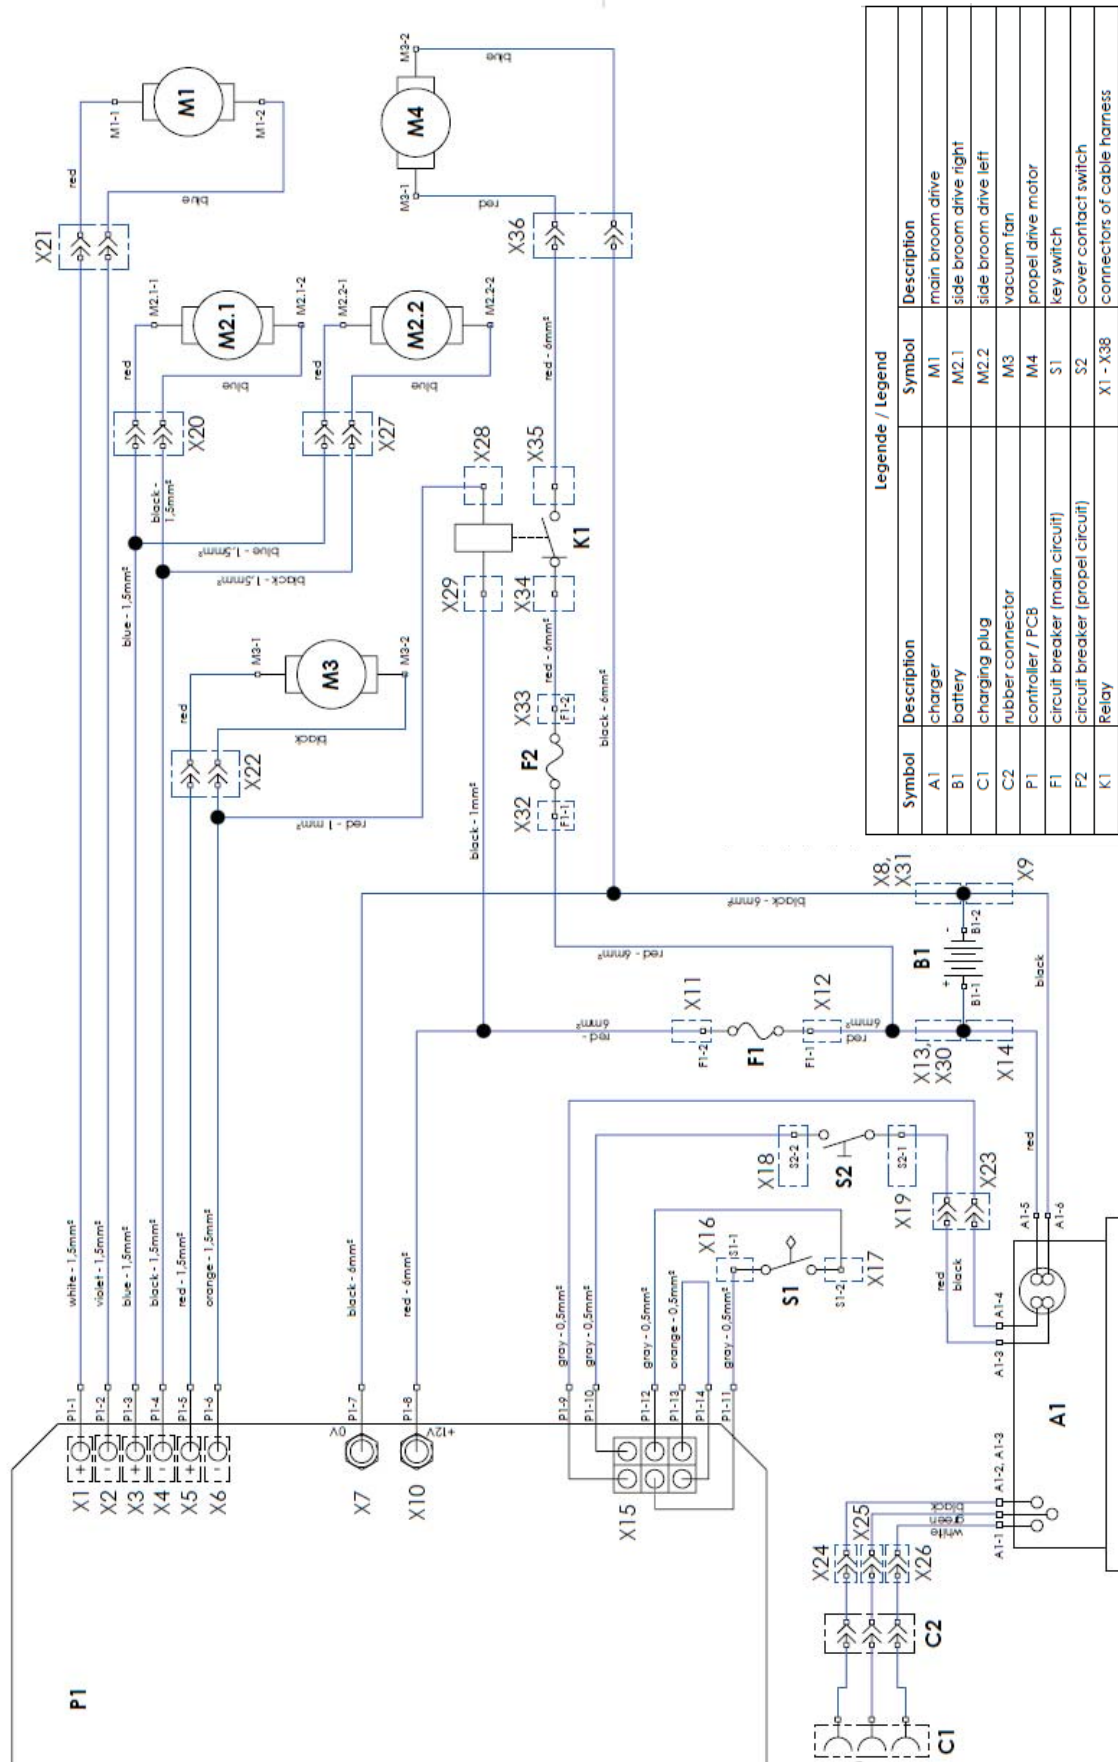 P1
X1
X2
X3
X4
X5
X6
+
-
+
-
+
-
P1-1
P1-2
P1-3
P1-4
P1-5
P1-6
white - 1,5mm²
violet - 1,5mm²
blue - 1,5mm²
black - 1,5mm²
red - 1,5mm²
orange - 1,5mm²
X21
red
blue
M1-1
M1-2
M1
blue - 1,5mm²
black -
1,5mm²
blue - 1,5mm²
black - 1,5mm²
X20
red
blue
M2.1-1
M2.1-2
M2.1
X27
red
blue
M2.2-1
M2.2-2
M2.2
X22
red
black
M3-1
M3-2
M3
red - 1 mm²
X7
0V
P1-7
black - 6mm²
X10
+12V
P1-8
red - 6mm²
black - 1mm²
X29
X28
X34
X35
K1
red - 6mm²
X33
F1-2
F2
X32
F1-1
red - 6mm²
X36
red
blue
M3-1
M3-2
M4
black - 6mm²
black - 6mm²
red - 6mm²
red -
6mm²
X11
F1-2
F1
F1-1
X12
red
6mm²
X13,
X30
X14
B1
+
-
B1-1
B1-2
X8,
X31
X9
black
red
X15
P1-9
P1-10
P1-12
P1-13
P1-14
P1-11
gray - 0,5mm²
gray - 0,5mm²
gray - 0,5mm²
orange - 0,5mm²
gray - 0,5mm²
X16
S1-1
S1
S1-2
X17
X18
S2-2
S2
S2-1
X19
X23
red
black
A1-3
A1-4
A1-5
A1-6
A1
A1-1
A1-2, A1-3
white
green
black
X24
X25
X26
C2
C1
Legende / Legend
Symbol Description Symbol Description
A1 charger M1 main broom drive
B1 battery M2.1 side broom drive right
C1 charging plug M2.2 side broom drive left
C2 rubber connector M3 vacuum fan
P1 controller / PCB M4 propel drive motor
F1 circuit breaker (main circuit) S1 key switch
F2 circuit breaker (propel circuit) S2 cover contact switch
K1 Relay X1 - X38 connectors of cable harness